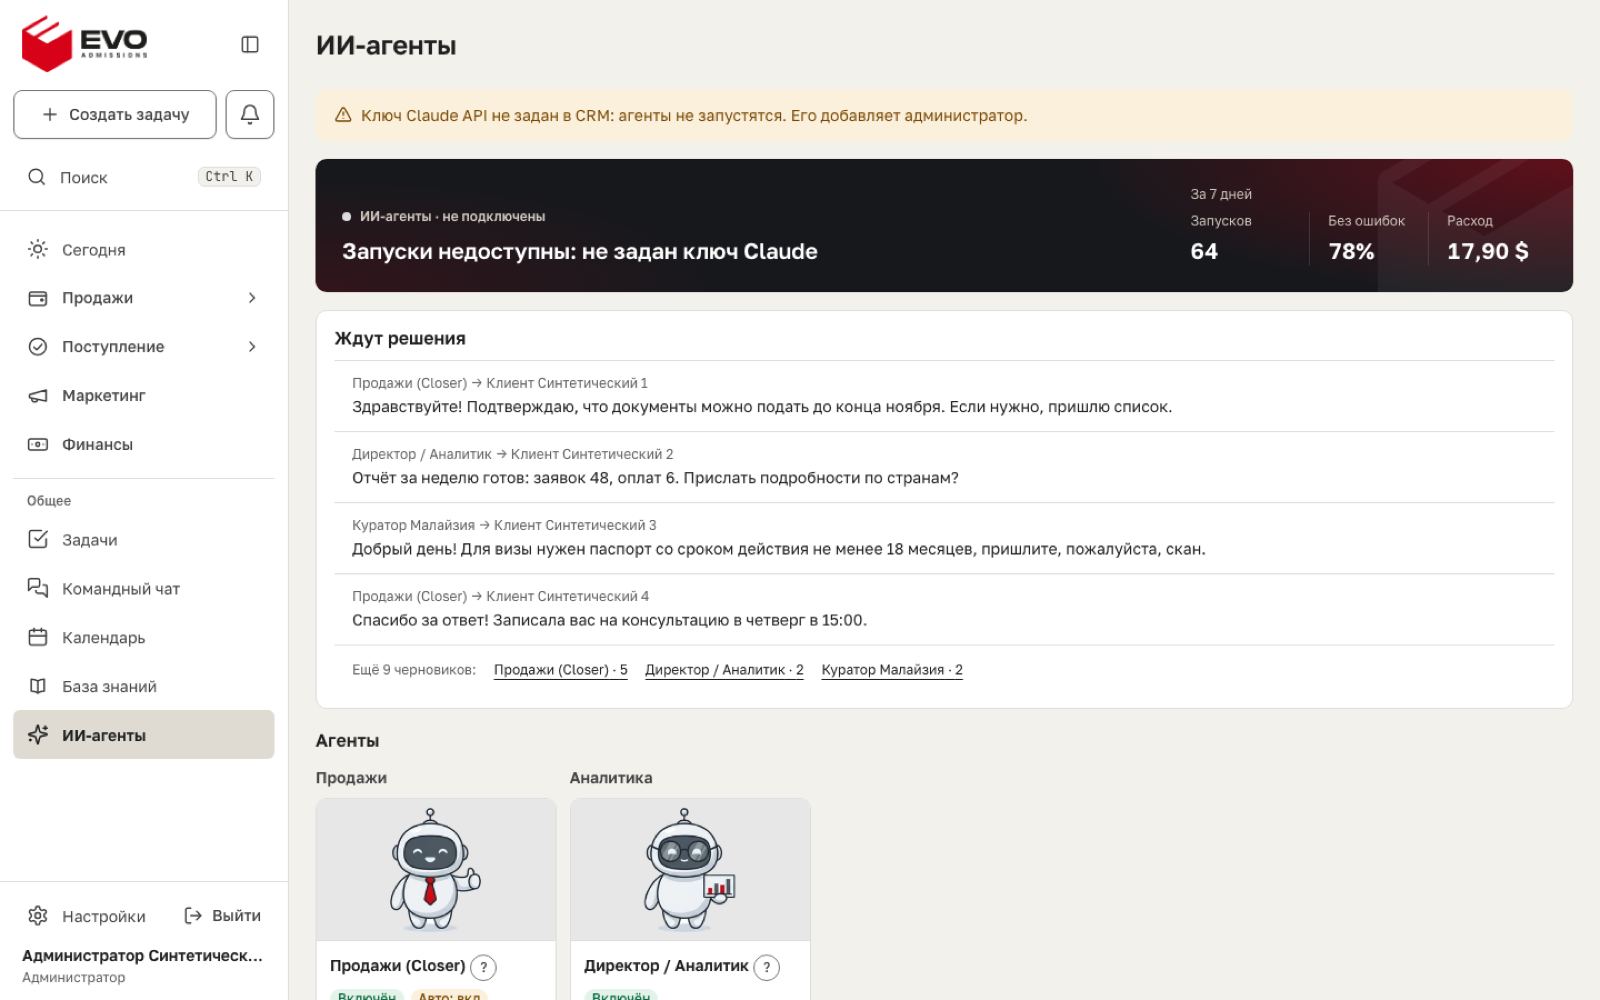 EVO
ADMISSIONS
Создать задачу
Поиск
Ctrl K
Сегодня
Продажи
Поступление
Маркетинг
Финансы
Общее
Задачи
Командный чат
Календарь
База знаний
ИИ-агенты
Настройки
Выйти
Администратор Синтетическ...
Администратор
ИИ-агенты
Ключ Claude API не задан в CRM: агенты не запустятся. Его добавляет администратор.
ИИ-агенты · не подключены
Запуски недоступны: не задан ключ Claude
За 7 дней
Запусков
64
Без ошибок
78%
Расход
17,90 $
Ждут решения
Продажи (Closer) → Клиент Синтетический 1
Здравствуйте! Подтверждаю, что документы можно подать до конца ноября. Если нужно, пришлю список.
Директор / Аналитик → Клиент Синтетический 2
Отчёт за неделю готов: заявок 48, оплат 6. Прислать подробности по странам?
Куратор Малайзия → Клиент Синтетический 3
Добрый день! Для визы нужен паспорт со сроком действия не менее 18 месяцев, пришлите, пожалуйста, скан.
Продажи (Closer) → Клиент Синтетический 4
Спасибо за ответ! Записала вас на консультацию в четверг в 15:00.
Ещё 9 черновиков: Продажи (Closer) · 5 Директор / Аналитик · 2 Куратор Малайзия · 2
Агенты
Продажи
Продажи (Closer) ?
Включён Авто: вкл
Аналитика
Директор / Аналитик ?
Включён